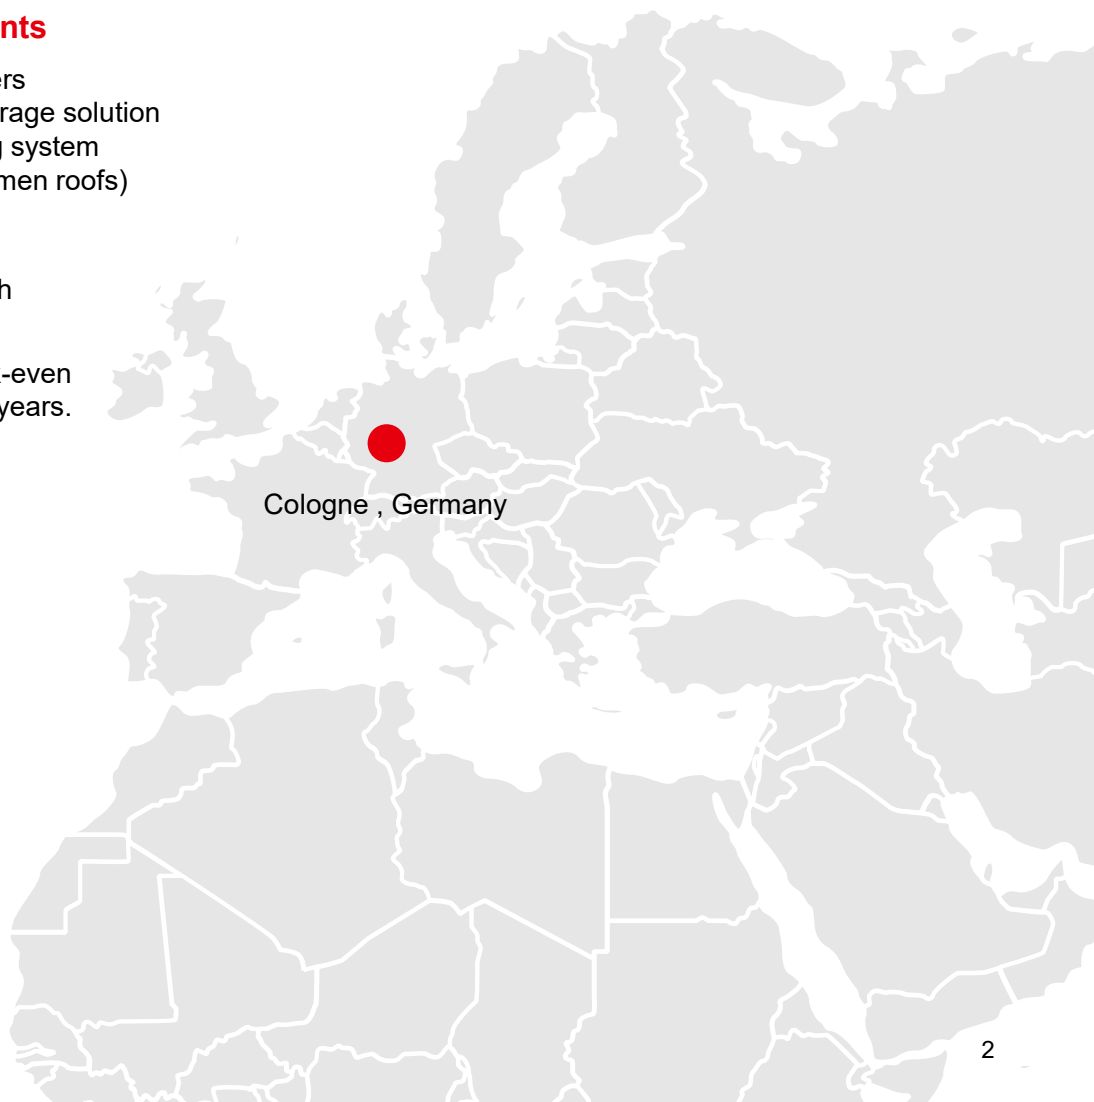 nts
ers
rage solution
g system
men roofs)
h
-even
years.
Cologne , Germany
2